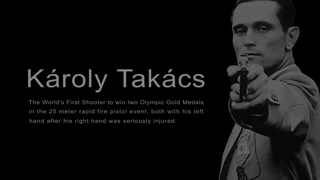 Károly Takács
The World's First Shooter to win two Olympic Gold Medals
in the 25 meter rapid fire pistol event, both with his left
hand after his right hand was seriously injured.